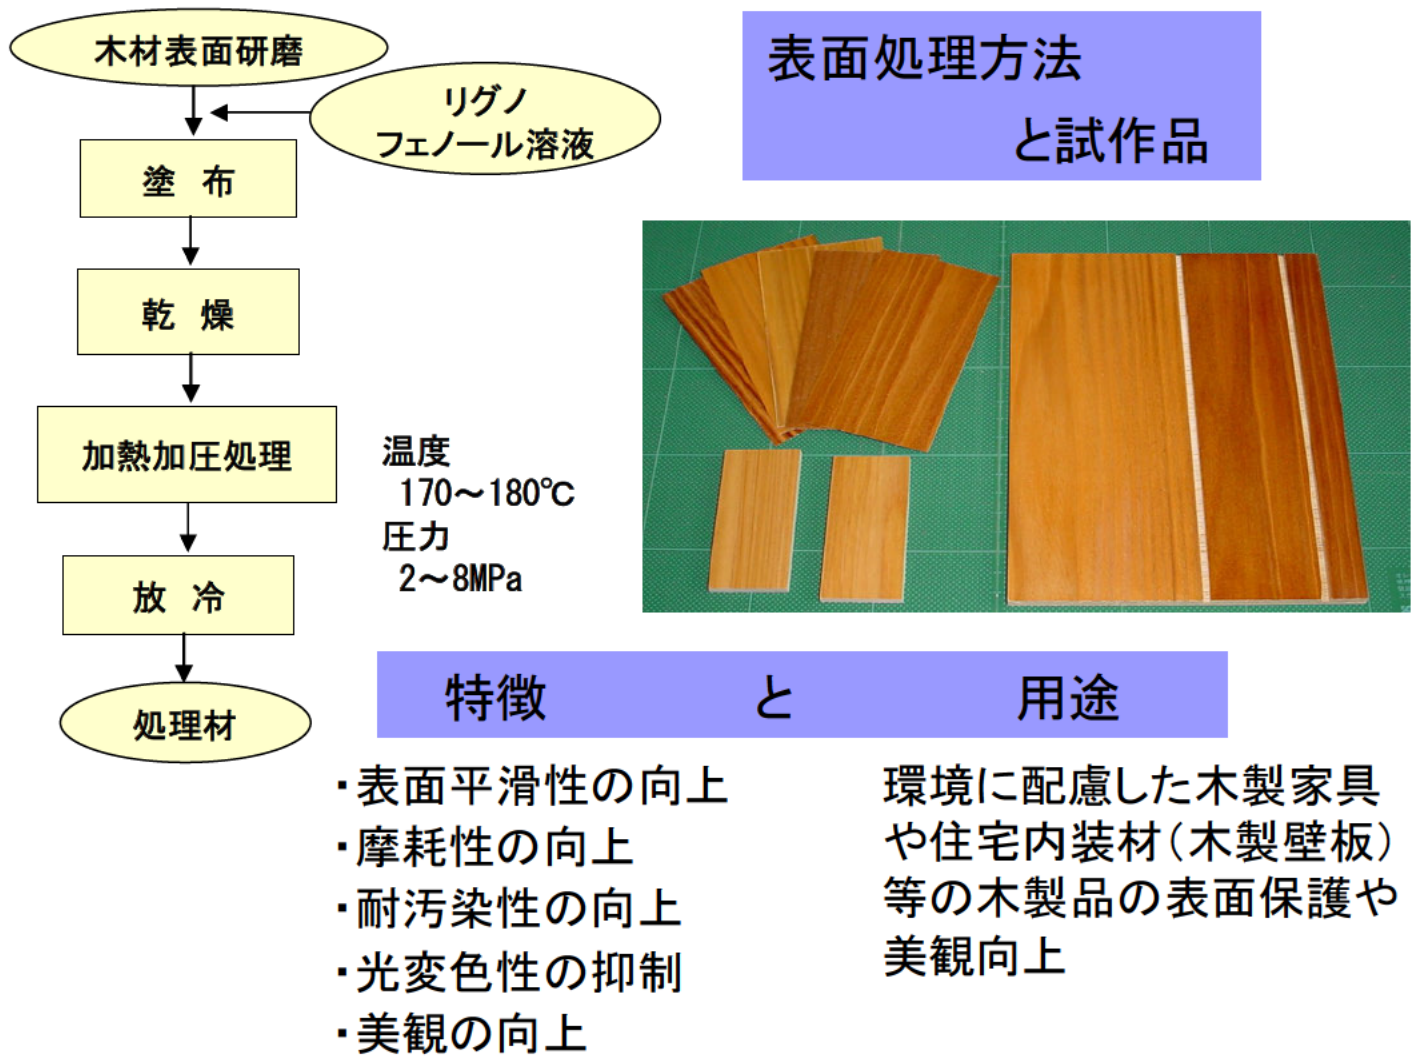 木材表面研磨
リグノ
フェノール溶液
塗 布
乾 燥
加熱加圧処理
温度
170～180℃
圧力
2～8MPa
放 冷
処理材
表面処理方法
と試作品
特徴 と 用途
・表面平滑性の向上
・摩耗性の向上
・耐汚染性の向上
・光変色性の抑制
・美観の向上
環境に配慮した木製家具
や住宅内装材（木製壁板）
等の木製品の表面保護や
美観向上